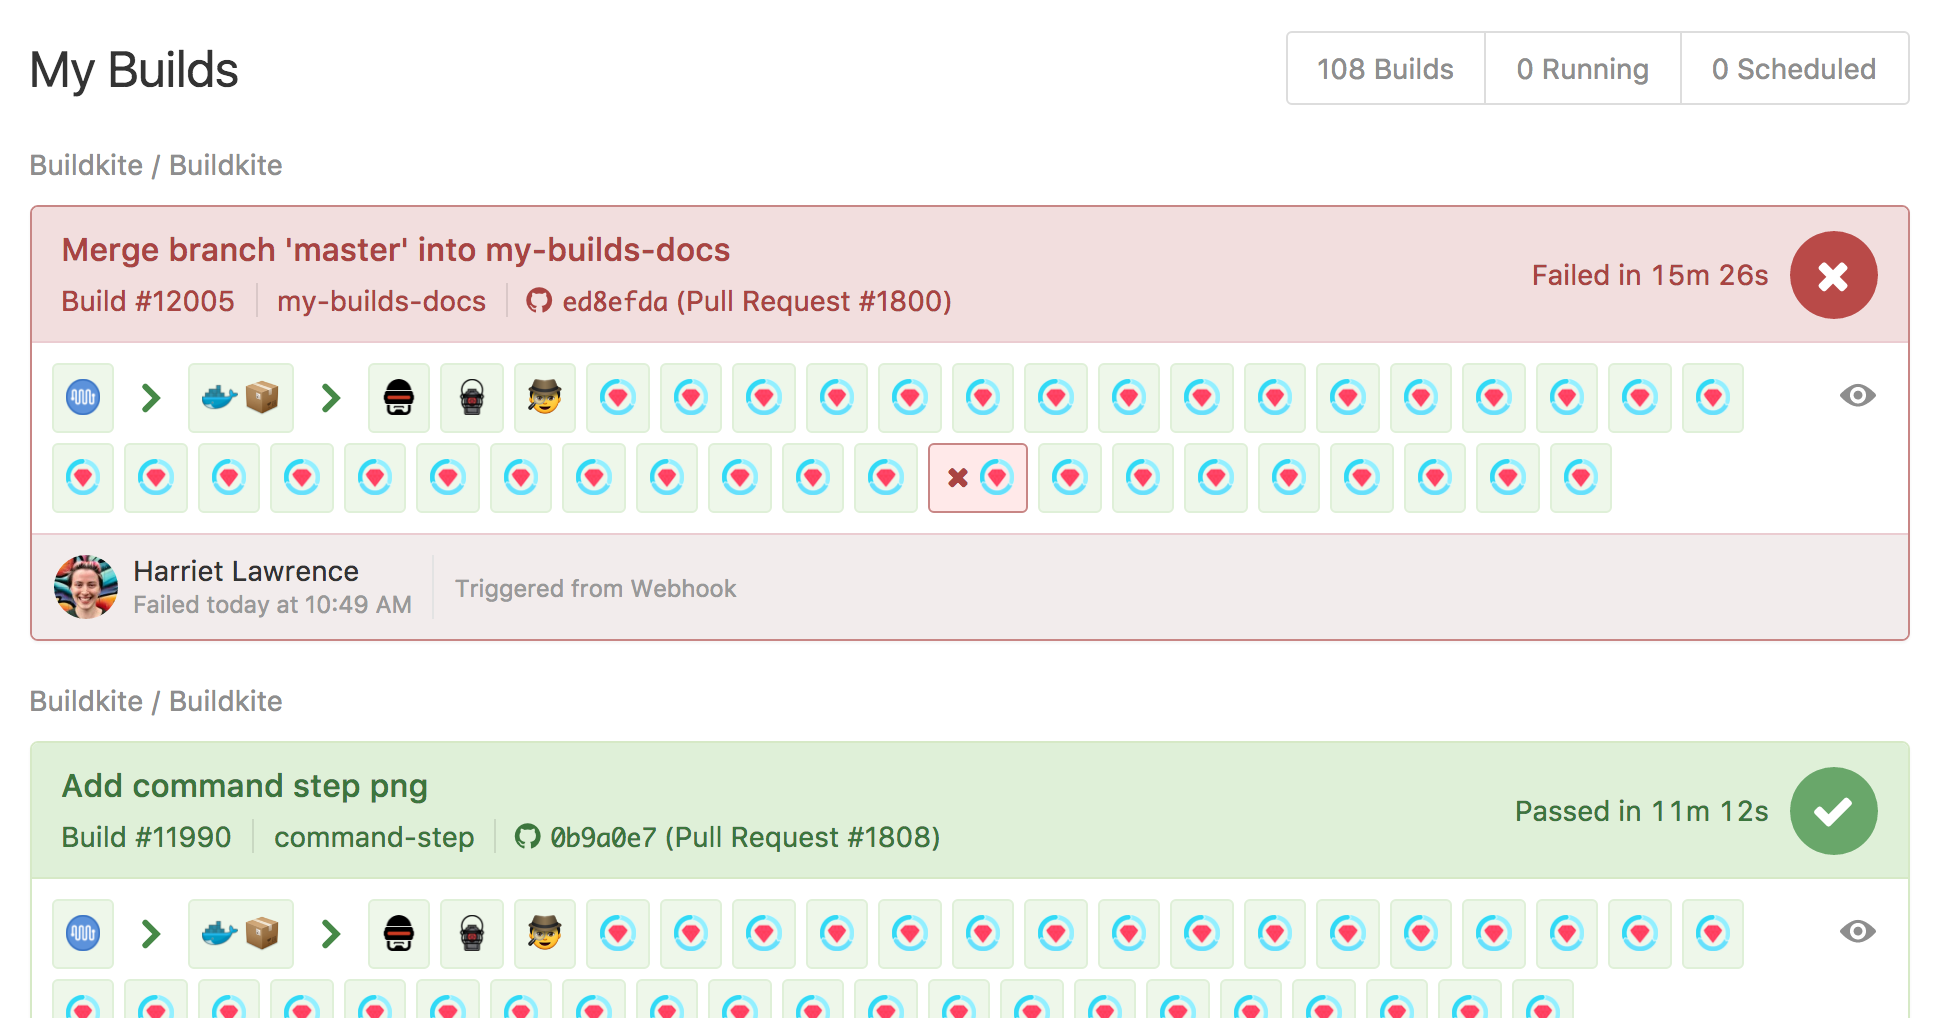 My Builds
108 Builds
0 Running
0 Scheduled
Buildkite / Buildkite
Merge branch 'master' into my-builds-docs
Failed in 15m 26s
Build #12005
my-builds-docs
ed8efda (Pull Request #1800)
Harriet Lawrence
Failed today at 10:49 AM
Triggered from Webhook
Buildkite / Buildkite
Add command step png
Passed in 11m 12s
Build #11990
command-step
0b9a0e7 (Pull Request #1808)